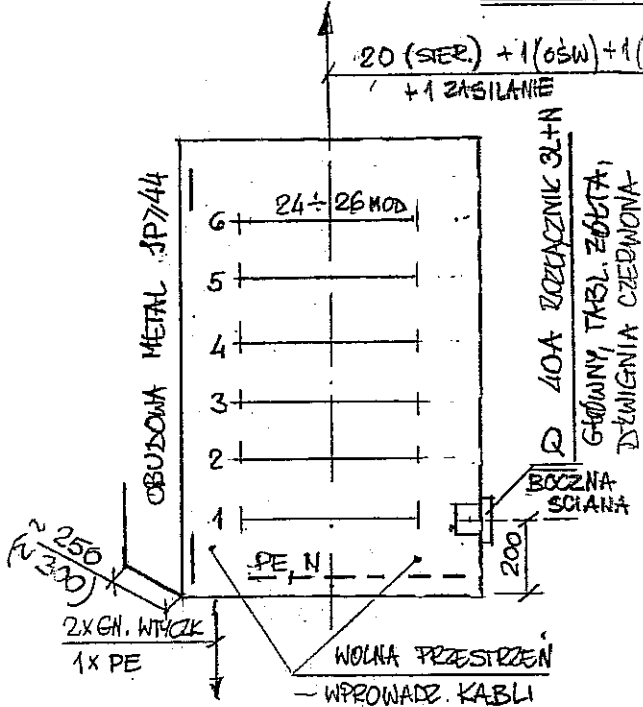 20 (STER.) + 1 (OŚW) + 1 (
+ 1 ZASILANIE
OBUDOWA METAL JP≥44
24÷26 MOD
6
5
4
3
2
1
PE, N
Q 40A ROZŁĄCZNIK 3L+N
GŁÓWNY, TABL. ŻÓŁTA,
DŹWIGNIA CZERWONA
BOCZNA
SCIANA
200
~ 250
(~300)
2x GN. WTYCZK
1x PE
WOLNA PRZESTRZEŃ
– WPROWADZ. KABLI